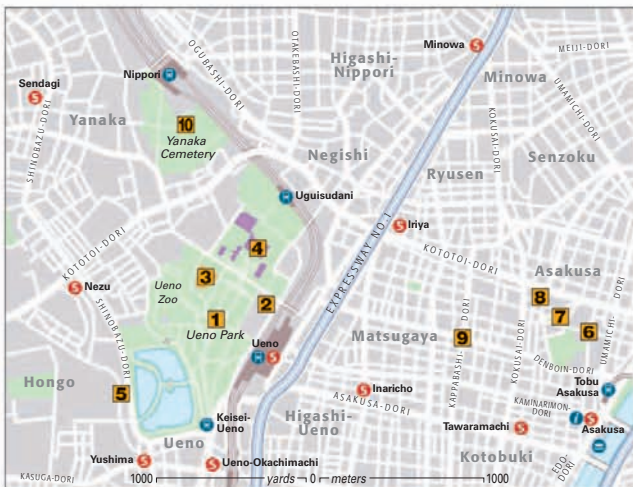 Minowa
MEIJI-DORI
OGUBASHI-DORI
OTAKEBASHI-DORI
Higashi-
Nippori
Nippori
Minowa
Sendagi
UMAMICHI-DORI
Yanaka
SHINOBAZU-DORI
KOKUSAI-DORI
10
Yanaka
Cemetery
Negishi
Senzoku
Ryusen
Uguisudani
Iriya
KOTOTOI-DORI
4
KOTOTOI-DORI
EXPRESSWAY NO.1
Asakusa
3
Nezu
Ueno
Zoo
SHINOBAZU-DORI
2
8
1
Ueno Park
7
6
UMAMICHI-
DORI
Matsugaya
9
KAPPABASHI-
DORI
KOKUSAI-DORI
Ueno
DENBOIN-DORI
Hongo
5
Inaricho
Tobu
Asakusa
ASAKUSA-DORI
KAMINARIMON-
DORI
Keisei-
Ueno
Higashi-
Ueno
Tawaramachi
i
Asakusa
Ueno
Kotobuki
EDO-
DORI
Yushima
Ueno-Okachimachi
KASUGA-DORI
1000 yards 0 meters 1000